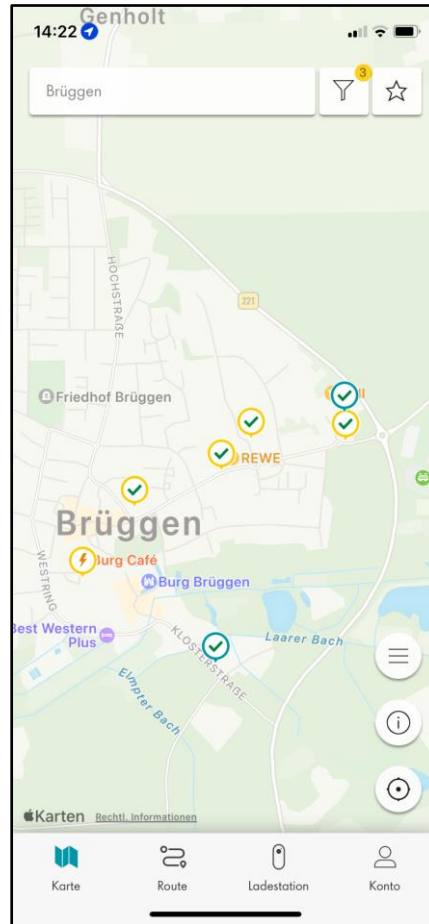 Genholt
14:22
Brüggen
3
HOCHSTRASSE
221
Friedhof Brüggen
REWE
Brüggen
Burg Café
WESTRING
Burg Brüggen
Best Western
Plus
KLOSTERSTRASSE
Laarer Bach
Elmpter Bach
Karten
Rechtl. Informationen
Karte
Route
Ladestation
Konto